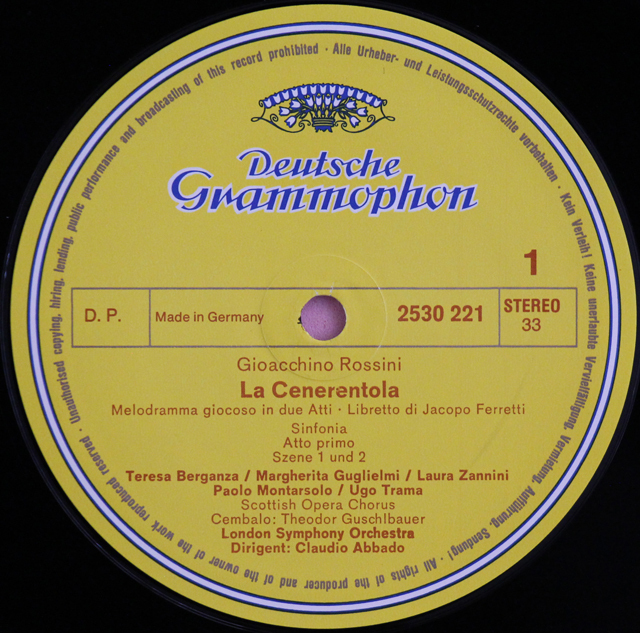 Alle Urheber- und Leistungsschutzrechte vorbehalten · Kein Verleih! Keine unerlaubte Vervielfältigung, Vermietung, Aufführung, Sendung! · All rights of the producer and of the owner of the work reproduced reserved · Unauthorised copying, hiring, lending, public performance and broadcasting of this record prohibited ·
Deutsche
Grammophon
1
D. P.
Made in Germany
2530 221
STEREO
33
Gioacchino Rossini
La Cenerentola
Melodramma giocoso in due Atti · Libretto di Jacopo Ferretti
Sinfonia
Atto primo
Szene 1 und 2
Teresa Berganza / Margherita Guglielmi / Laura Zannini
Paolo Montarsolo / Ugo Trama
Scottish Opera Chorus
Cembalo: Theodor Guschlbauer
London Symphony Orchestra
Dirigent: Claudio Abbado